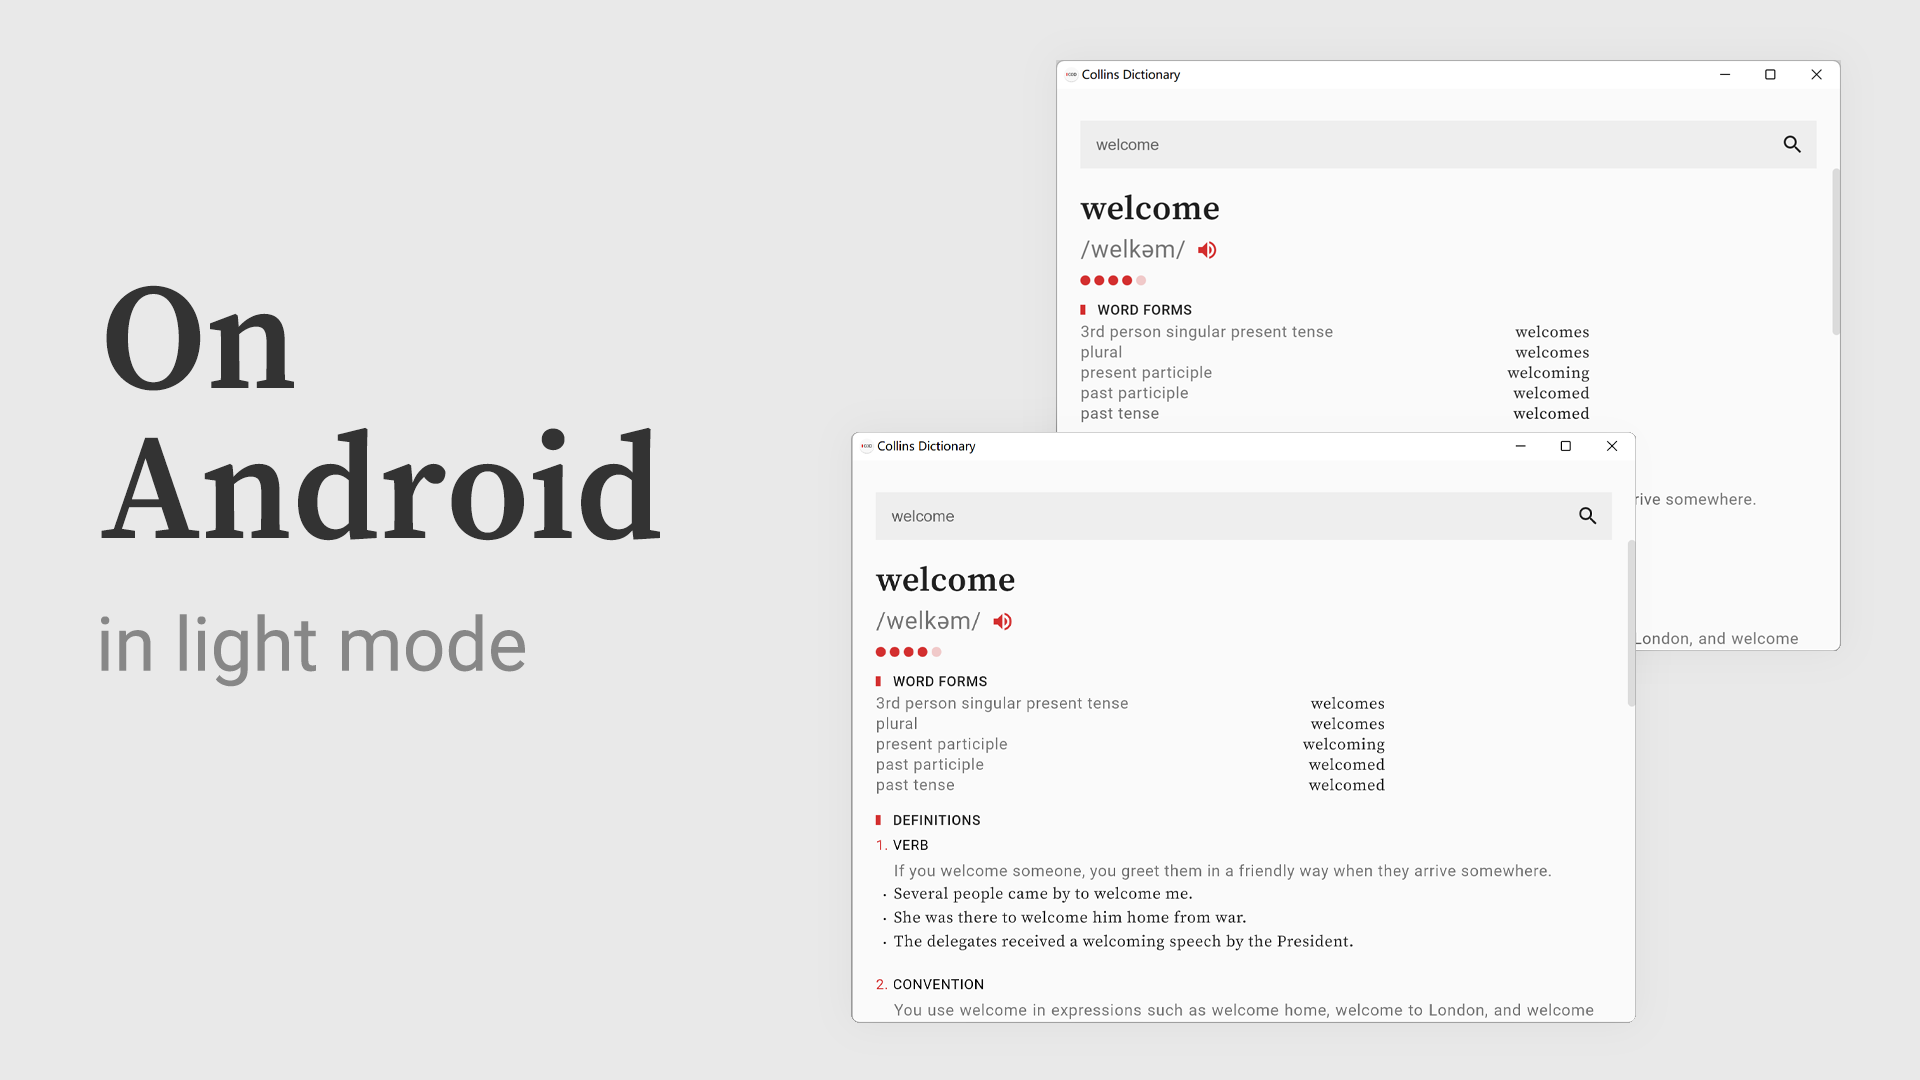 On
Android
in light mode
Collins Dictionary
welcome
welcome
/welkəm/
WORD FORMS
3rd person singular present tense welcomes
plural welcomes
present participle welcoming
past participle welcomed
past tense welcomed
rive somewhere.
London, and welcome
Collins Dictionary
welcome
welcome
/welkəm/
WORD FORMS
3rd person singular present tense welcomes
plural welcomes
present participle welcoming
past participle welcomed
past tense welcomed
DEFINITIONS
1. VERB
If you welcome someone, you greet them in a friendly way when they arrive somewhere.
· Several people came by to welcome me.
· She was there to welcome him home from war.
· The delegates received a welcoming speech by the President.
2. CONVENTION
You use welcome in expressions such as welcome home, welcome to London, and welcome